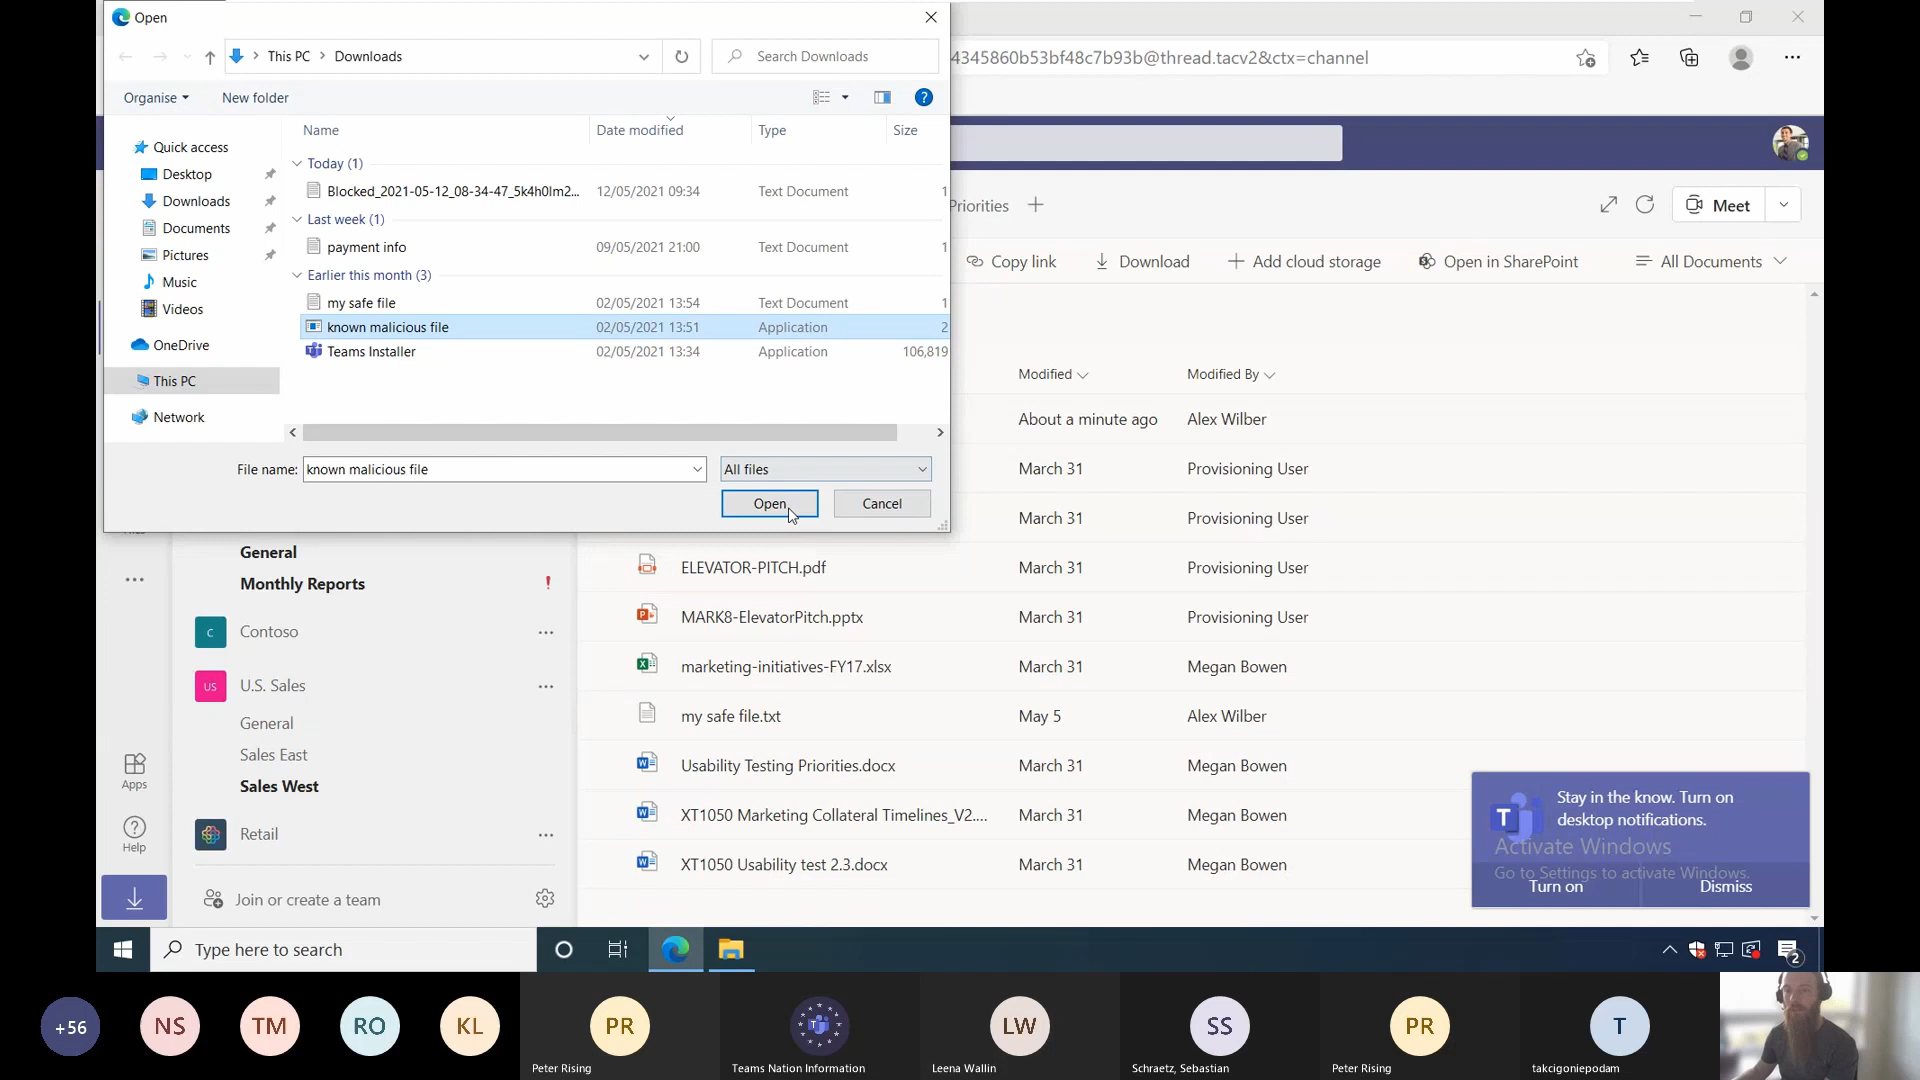 Open
This PC
Downloads
Search Downloads
4345860b53bf48c7b93b@thread.tacv2&ctx=channel
Organise
New folder
Name
Date modified
Type
Size
Quick access
Desktop
Downloads
Documents
Pictures
Music
Videos
OneDrive
This PC
Network
Today (1)
Blocked_2021-05-12_08-34-47_5k4h0lm2... 12/05/2021 09:34 Text Document 1
Last week (1)
payment info 09/05/2021 21:00 Text Document 1
Earlier this month (3)
my safe file 02/05/2021 13:54 Text Document 1
known malicious file 02/05/2021 13:51 Application 2
Teams Installer 02/05/2021 13:34 Application 106,819
File name: known malicious file
All files
Open
Cancel
Priorities
Meet
Copy link
Download
Add cloud storage
Open in SharePoint
All Documents
Modified
Modified By
About a minute ago Alex Wilber
March 31 Provisioning User
March 31 Provisioning User
ELEVATOR-PITCH.pdf March 31 Provisioning User
MARK8-ElevatorPitch.pptx March 31 Provisioning User
marketing-initiatives-FY17.xlsx March 31 Megan Bowen
my safe file.txt May 5 Alex Wilber
Usability Testing Priorities.docx March 31 Megan Bowen
XT1050 Marketing Collateral Timelines_V2.... March 31 Megan Bowen
XT1050 Usability test 2.3.docx March 31 Megan Bowen
General
Monthly Reports
!
C
Contoso
US
U.S. Sales
General
Sales East
Sales West
Retail
Join or create a team
Apps
Help
T
Stay in the know. Turn on
desktop notifications.
Activate Windows
Go to Settings to activate Windows.
Turn on
Dismiss
Type here to search
2
+56
NS
TM
RO
KL
PR
Peter Rising
Teams Nation Information
LW
Leena Wallin
SS
Schraetz, Sebastian
PR
Peter Rising
T
takcigoniepodam